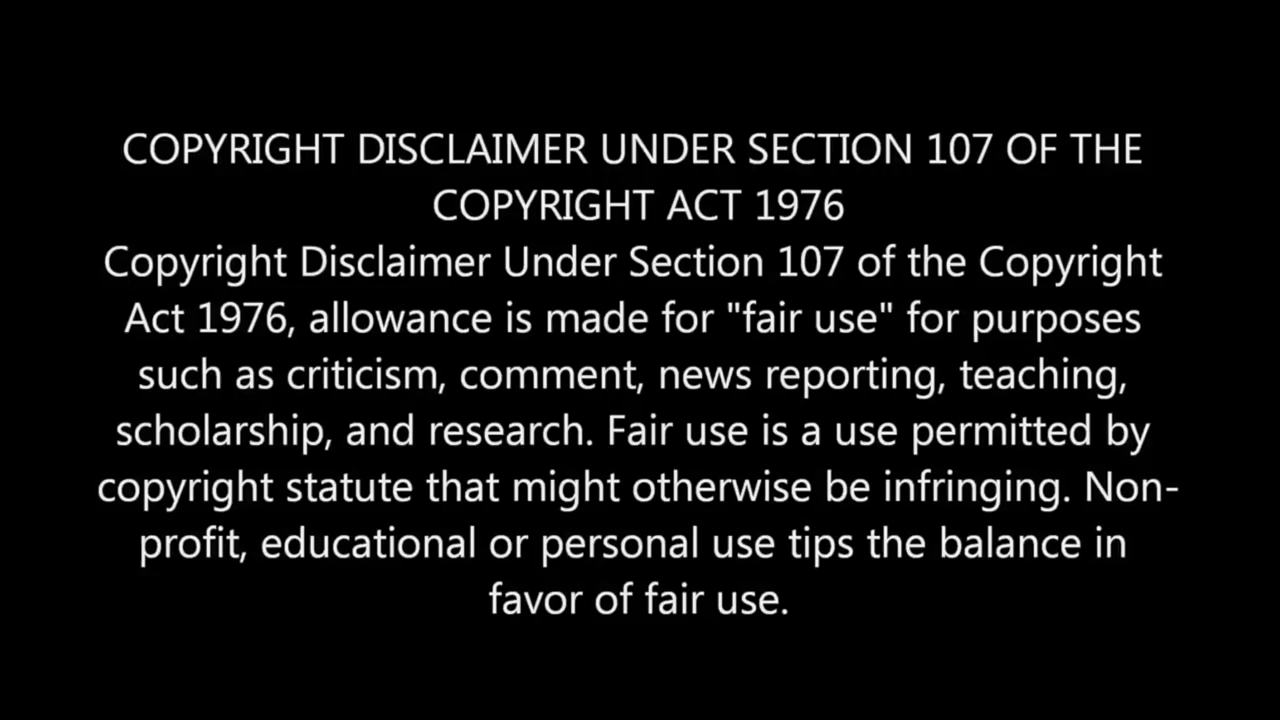 COPYRIGHT DISCLAIMER UNDER SECTION 107 OF THE
COPYRIGHT ACT 1976
Copyright Disclaimer Under Section 107 of the Copyright
Act 1976, allowance is made for "fair use" for purposes
such as criticism, comment, news reporting, teaching,
scholarship, and research. Fair use is a use permitted by
copyright statute that might otherwise be infringing. Non-
profit, educational or personal use tips the balance in
favor of fair use.